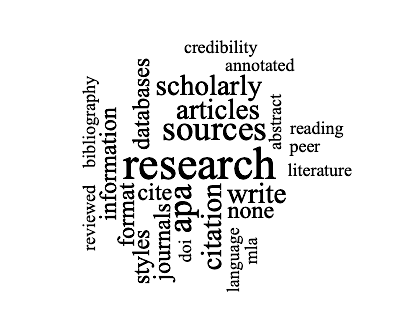 credibility
annotated
scholarly
articles
sources
research
databases
bibliography
information
reviewed
abstract
reading
peer
literature
cite
write
none
format
styles
journals
apa
doi
citation
language
mla